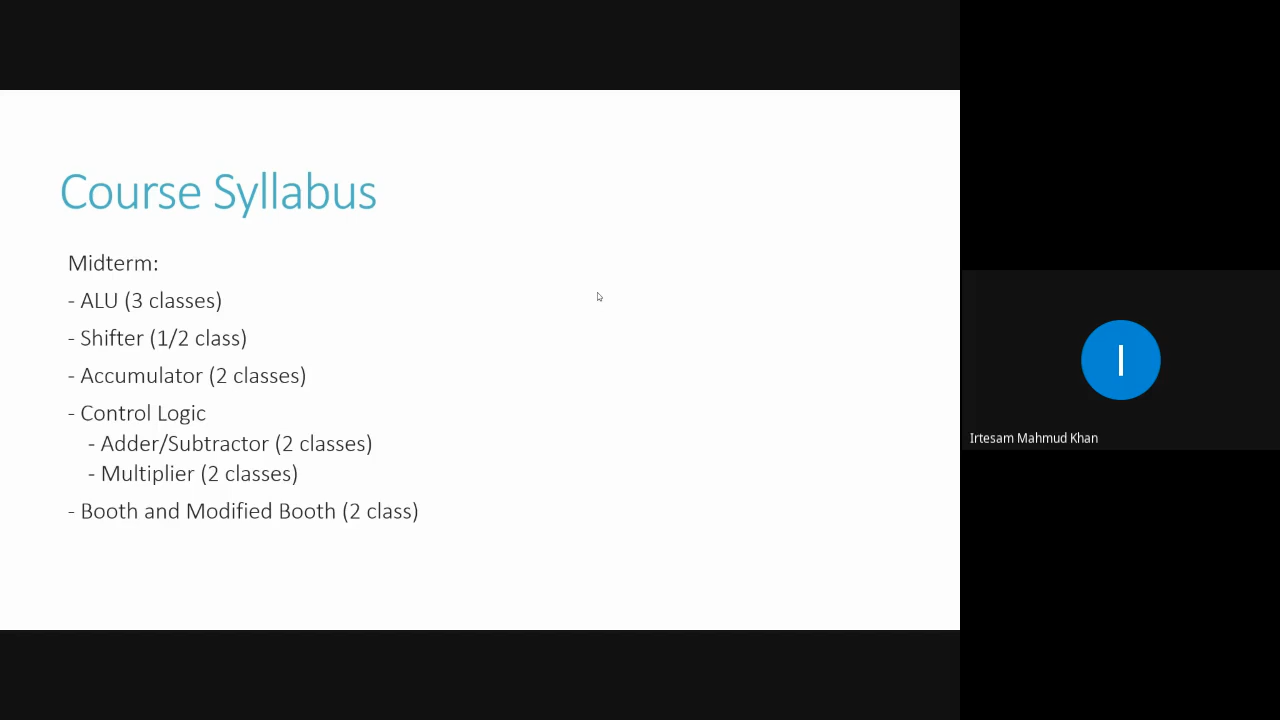 Course Syllabus
Midterm:
- ALU (3 classes)
- Shifter (1/2 class)
- Accumulator (2 classes)
- Control Logic
- Adder/Subtractor (2 classes)
- Multiplier (2 classes)
- Booth and Modified Booth (2 class)
I
Irtesam Mahmud Khan